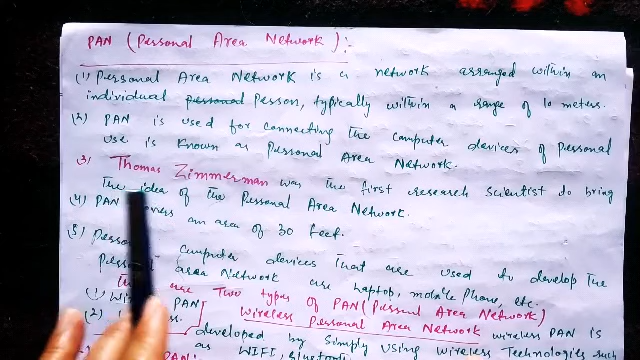 PAN (Personal Area Network) :-
(1) Personal Area Network is a network arranged within an
individual personal Person, typically within a range of 10 meters.
(2) PAN is used for connecting the computer devices of personal
use is known as Personal Area Network.
(3) Thomas Zimmerman was the first research scientist to bring
the idea of the Personal Area Network.
(4) PAN covers an area of 30 feet.
(5) computer devices that are used to develop the
personal area Network are laptop, mobile Phone, etc.
are Two types of PAN (Personal Area Network)
(1) PAN
Wireless Personal Area Network wireless PAN is
(2)
developed by simply using wireless Technologies such
PAN: as WIFI, Bluetooth